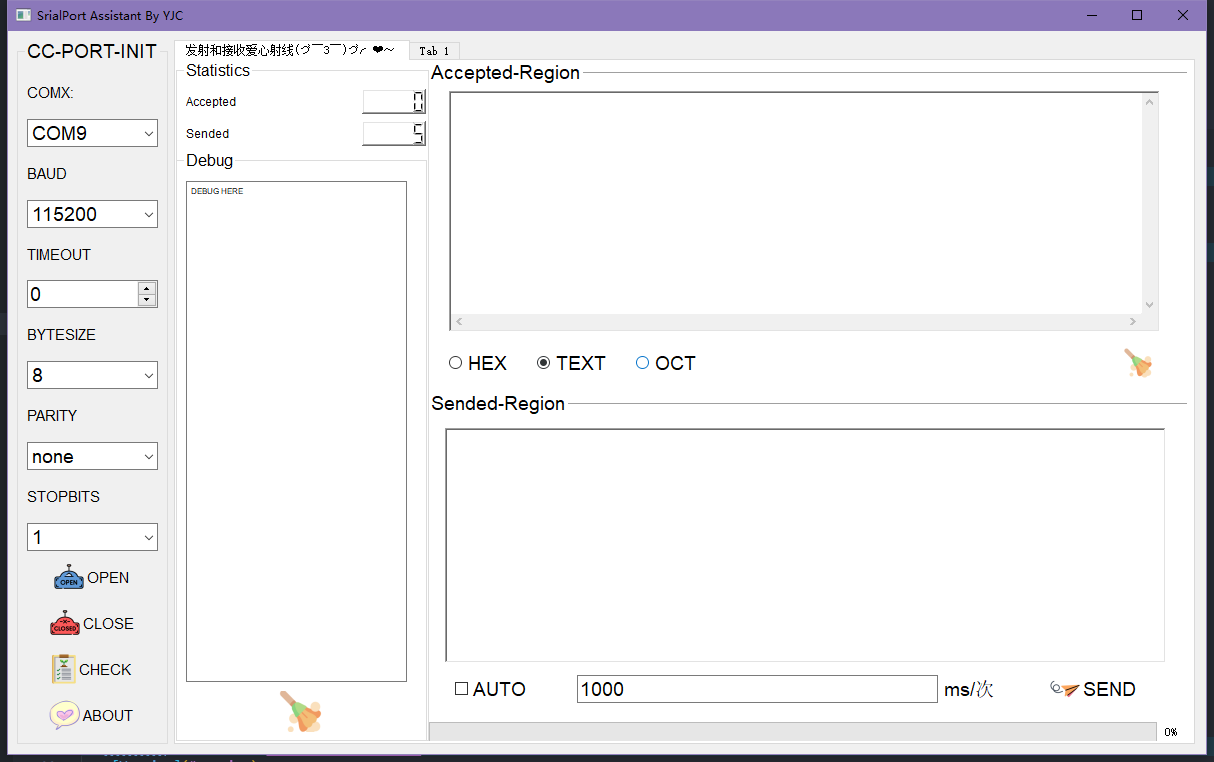 SrialPort Assistant By YJC
CC-PORT-INIT
COMX:
COM9
BAUD
115200
TIMEOUT
0
BYTESIZE
8
PARITY
none
STOPBITS
1
OPEN
OPEN
CLOSED
CLOSE
CHECK
ABOUT
发射和接收爱心射线(づ￣3￣)づ╭❤~
Tab 1
Statistics
Accepted
0
Sended
5
Debug
DEBUG HERE
Accepted-Region
HEX
TEXT
OCT
Sended-Region
AUTO
1000
ms/次
SEND
0%